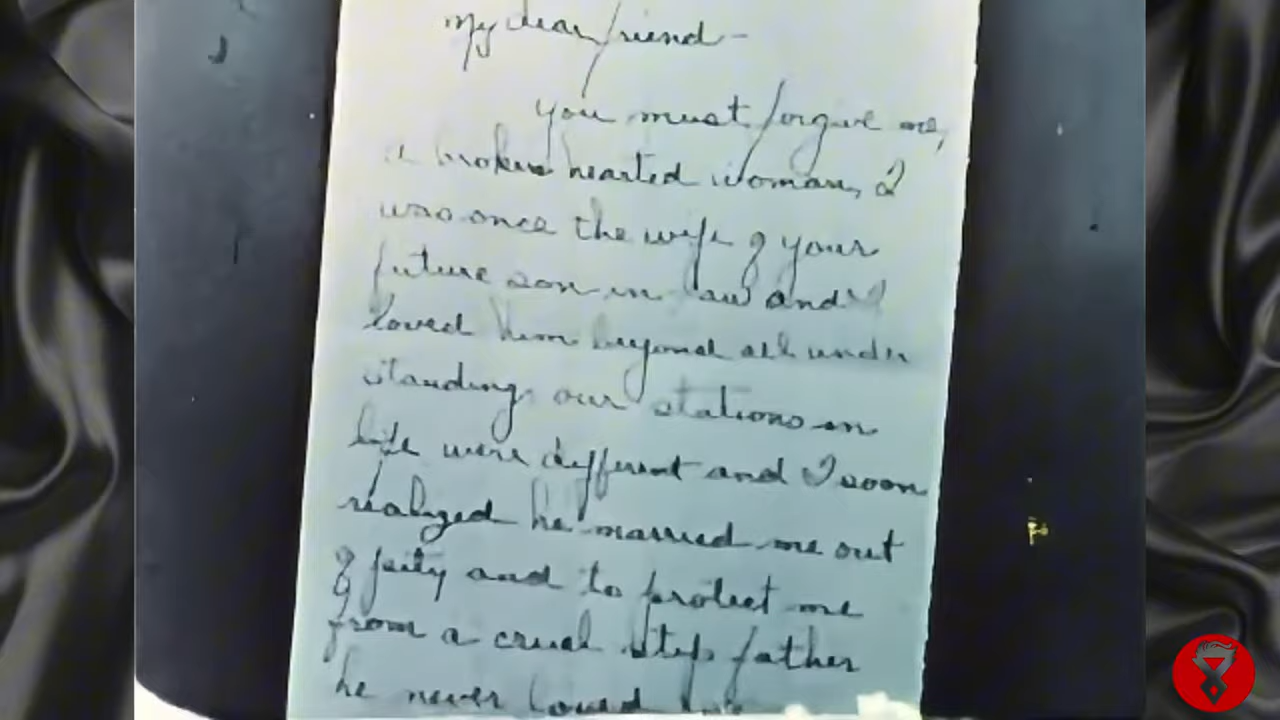 My dear friend -
you must forgive me,
a broken hearted woman, I
was once the wife of your
future son in law and I
loved him beyond all under
standing our stations in
life were different and I soon
realized he married me out
of pity and to protect me
from a cruel step father
he never loved me